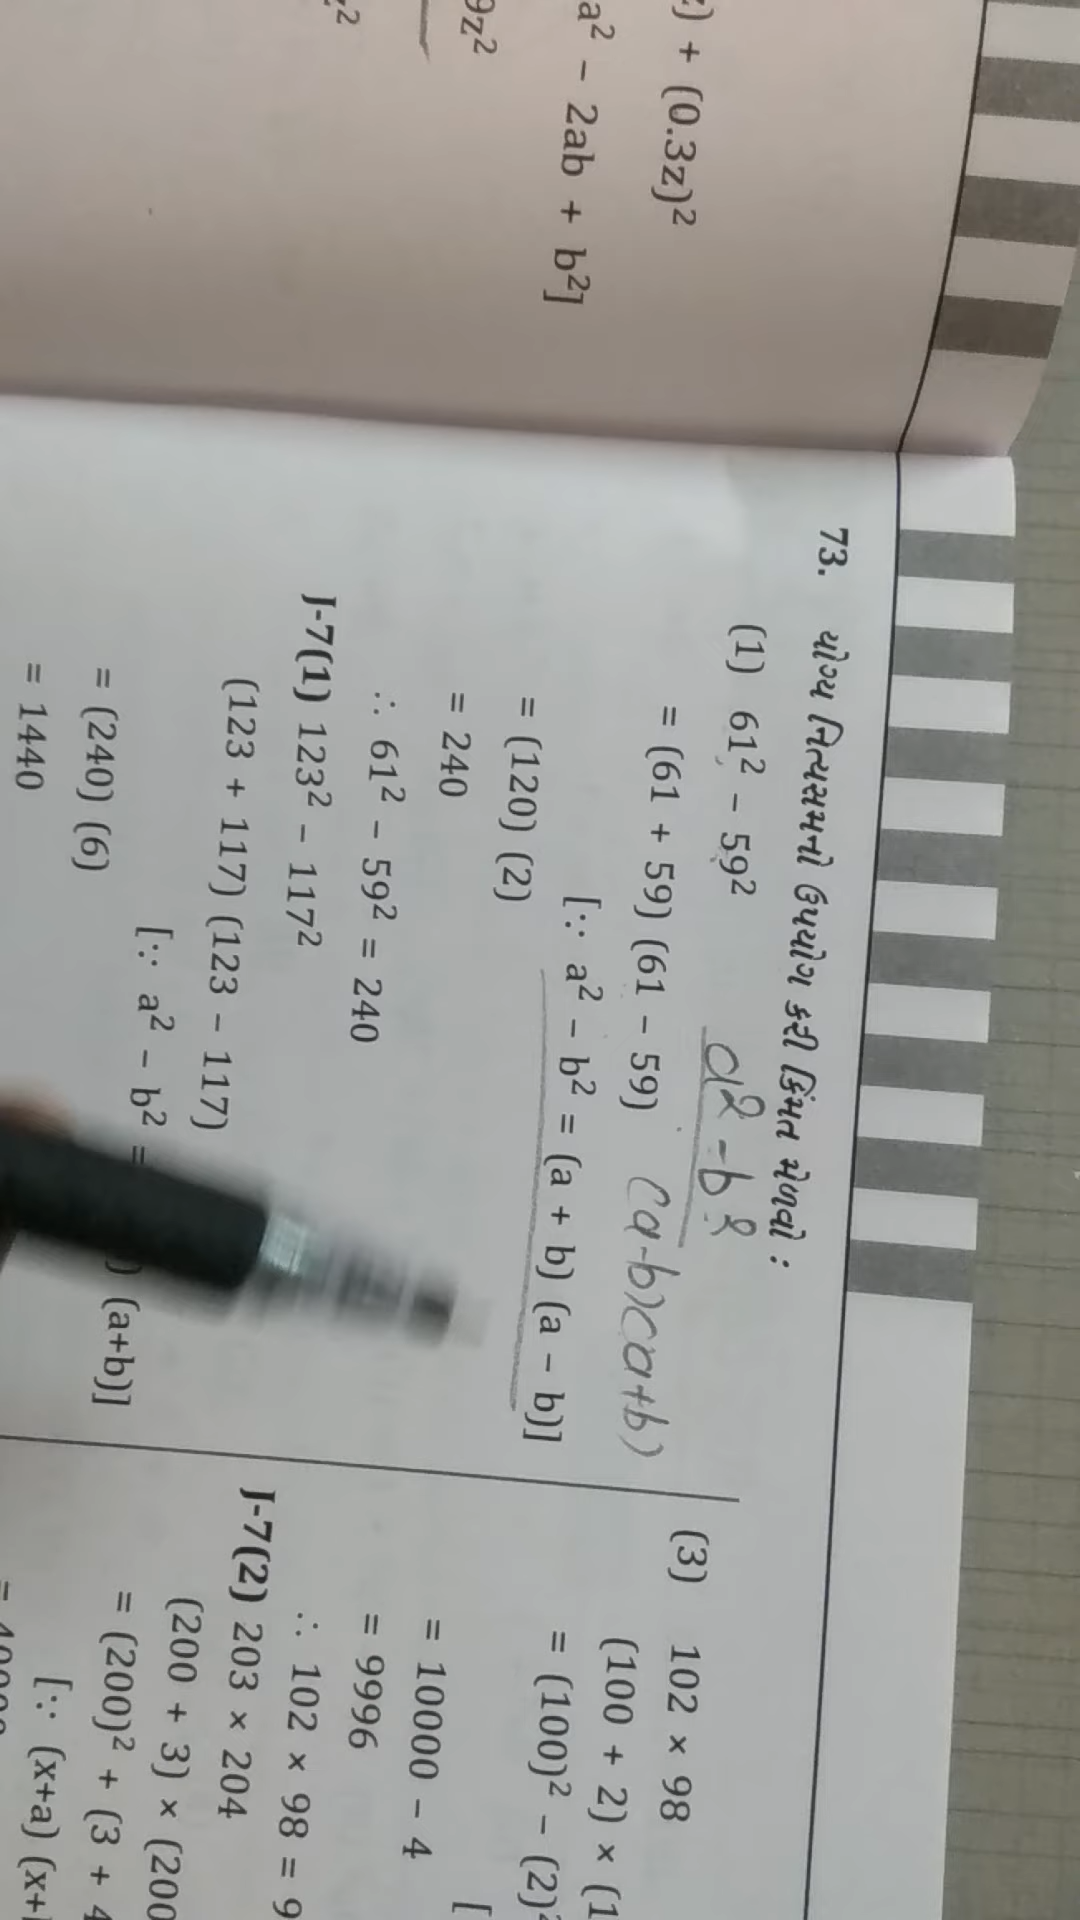 ) + (0.3z)²
a² − 2ab + b²]
9z²
73. યોગ્ય નિત્યસમનો ઉપયોગ કરી કિંમત મેળવો :
(1) 61² − 59²
a² - b²
= (61 + 59) (61 − 59)
(a-b)(a+b)
[∵ a² − b² = (a + b) (a − b)]
= (120) (2)
= 240
∴ 61² − 59² = 240
J-7(1) 123² − 117²
(123 + 117) (123 − 117)
[∵ a² − b² = ) (a+b)]
= (240) (6)
= 1440
(3) 102 × 98
(100 + 2) × (1
= (100)² − (2)²
[
= 10000 − 4
= 9996
∴ 102 × 98 = 9
J-7(2) 203 × 204
(200 + 3) × (200
= (200)² + (3 + 4
[∵ (x+a) (x+